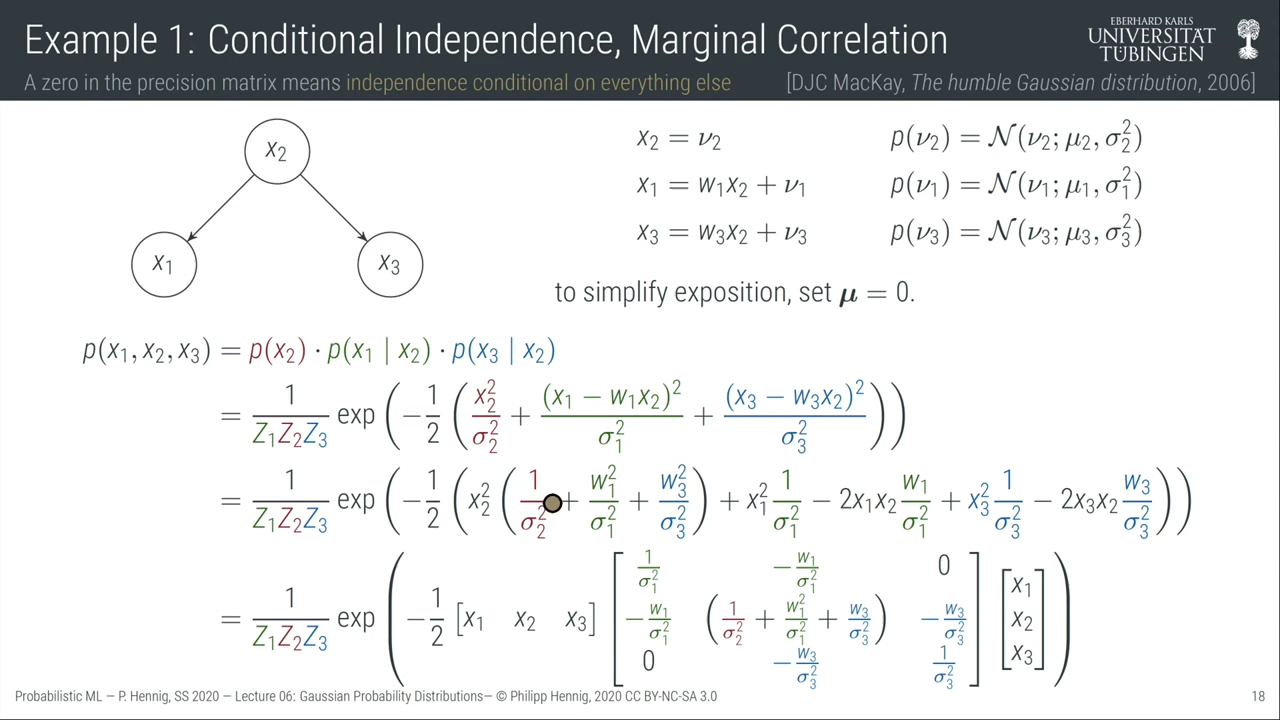 Example 1: Conditional Independence, Marginal Correlation
EBERHARD KARLS
UNIVERSITÄT
TÜBINGEN
A zero in the precision matrix means independence conditional on everything else
[DJC MacKay, The humble Gaussian distribution, 2006]
x₂
x₁
x₃
x₂ = ν₂ p(ν₂) = 𝒩(ν₂; μ₂, σ₂²)
x₁ = w₁x₂ + ν₁ p(ν₁) = 𝒩(ν₁; μ₁, σ₁²)
x₃ = w₃x₂ + ν₃ p(ν₃) = 𝒩(ν₃; μ₃, σ₃²)
to simplify exposition, set μ = 0.
p(x₁, x₂, x₃) = p(x₂) · p(x₁ | x₂) · p(x₃ | x₂)
= 1/(Z₁Z₂Z₃) exp(−1/2 (x₂²/σ₂² + (x₁ − w₁x₂)²/σ₁² + (x₃ − w₃x₂)²/σ₃²))
= 1/(Z₁Z₂Z₃) exp(−1/2 (x₂² (1/σ₂² + w₁²/σ₁² + w₃²/σ₃²) + x₁² 1/σ₁² − 2x₁x₂ w₁/σ₁² + x₃² 1/σ₃² − 2x₃x₂ w₃/σ₃²))
= 1/(Z₁Z₂Z₃) exp(−1/2 [x₁ x₂ x₃] [1/σ₁² −w₁/σ₁² 0; −w₁/σ₁² (1/σ₂² + w₁²/σ₁² + w₃/σ₃²) −w₃/σ₃²; 0 −w₃/σ₃² 1/σ₃²] [x₁; x₂; x₃])
Probabilistic ML — P. Hennig, SS 2020 — Lecture 06: Gaussian Probability Distributions— © Philipp Hennig, 2020 CC BY-NC-SA 3.0
18